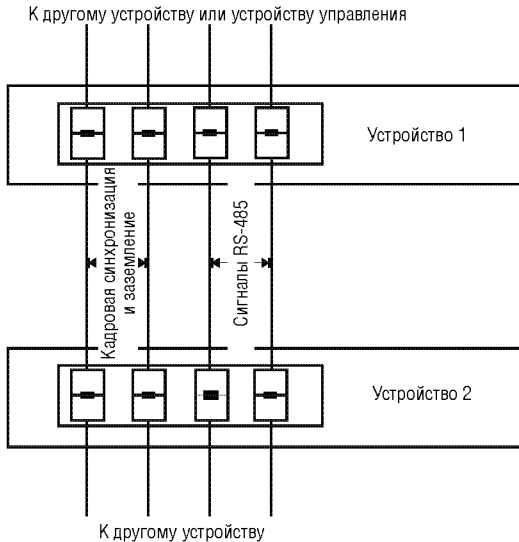 К другому устройству или устройству управления
Устройство 1
Кадровая синхронизация
и заземление
Сигналы RS-485
Устройство 2
К другому устройству